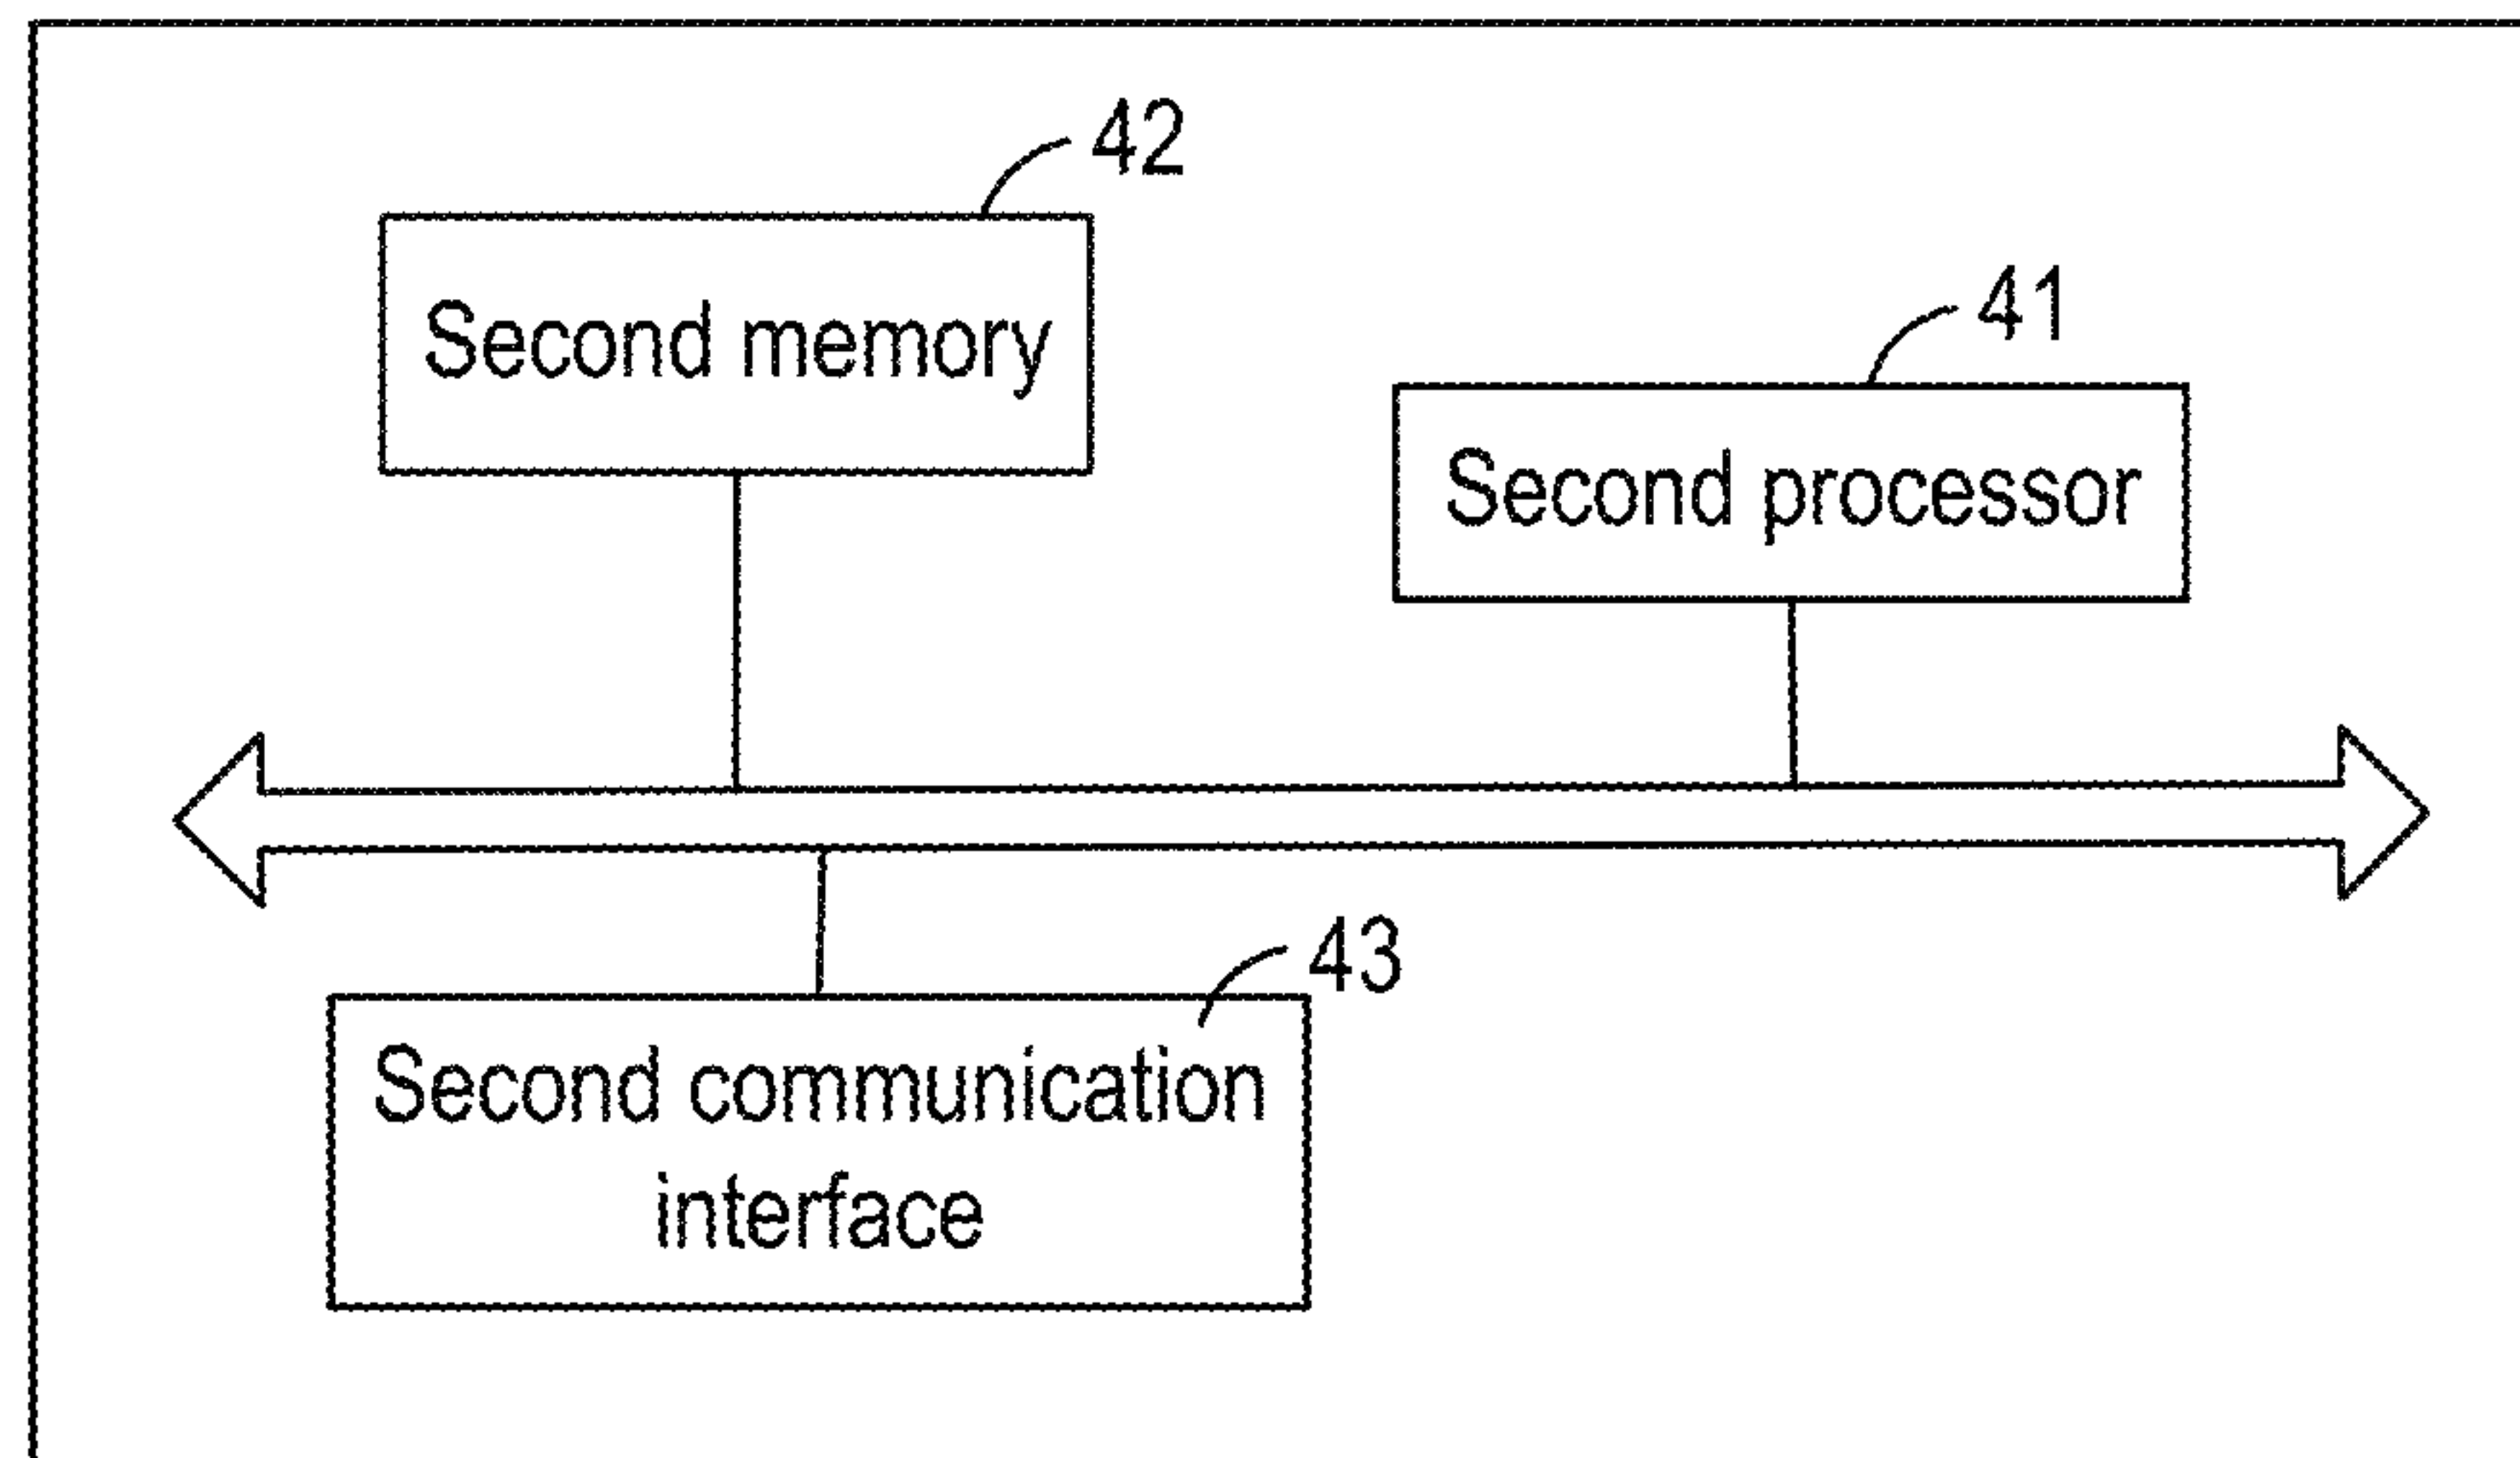 42
Second memory
41
Second processor
43
Second communication
interface